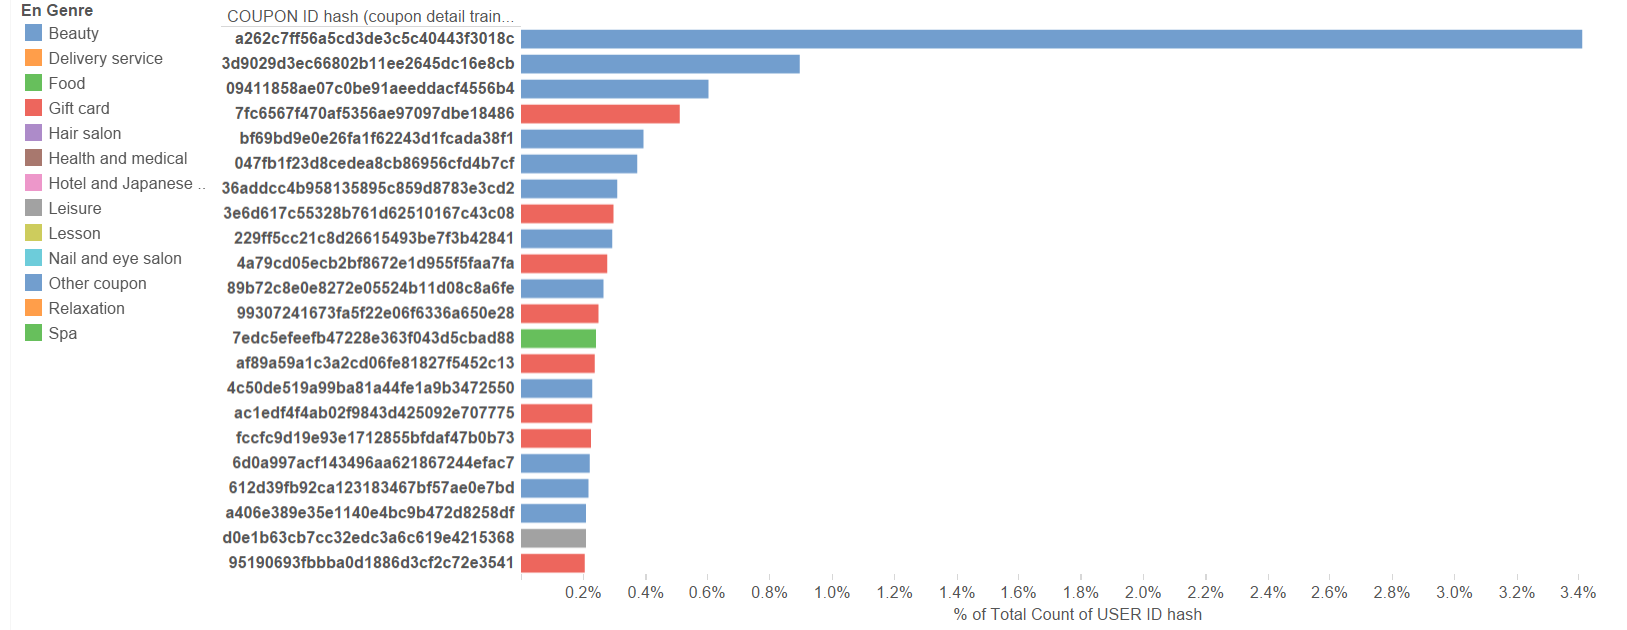 En Genre
Beauty
Delivery service
Food
Gift card
Hair salon
Health and medical
Hotel and Japanese ..
Leisure
Lesson
Nail and eye salon
Other coupon
Relaxation
Spa
COUPON ID hash (coupon detail train...
a262c7ff56a5cd3de3c5c40443f3018c
3d9029d3ec66802b11ee2645dc16e8cb
09411858ae07c0be91aeeddacf4556b4
7fc6567f470af5356ae97097dbe18486
bf69bd9e0e26fa1f62243d1fcada38f1
047fb1f23d8cedea8cb86956cfd4b7cf
36addcc4b958135895c859d8783e3cd2
3e6d617c55328b761d62510167c43c08
229ff5cc21c8d26615493be7f3b42841
4a79cd05ecb2bf8672e1d955f5faa7fa
89b72c8e0e8272e05524b11d08c8a6fe
99307241673fa5f22e06f6336a650e28
7edc5efeefb47228e363f043d5cbad88
af89a59a1c3a2cd06fe81827f5452c13
4c50de519a99ba81a44fe1a9b3472550
ac1edf4f4ab02f9843d425092e707775
fccfc9d19e93e1712855bfdaf47b0b73
6d0a997acf143496aa621867244efac7
612d39fb92ca123183467bf57ae0e7bd
a406e389e35e1140e4bc9b472d8258df
d0e1b63cb7cc32edc3a6c619e4215368
95190693fbbba0d1886d3cf2c72e3541
0.2% 0.4% 0.6% 0.8% 1.0% 1.2% 1.4% 1.6% 1.8% 2.0% 2.2% 2.4% 2.6% 2.8% 3.0% 3.2% 3.4%
% of Total Count of USER ID hash